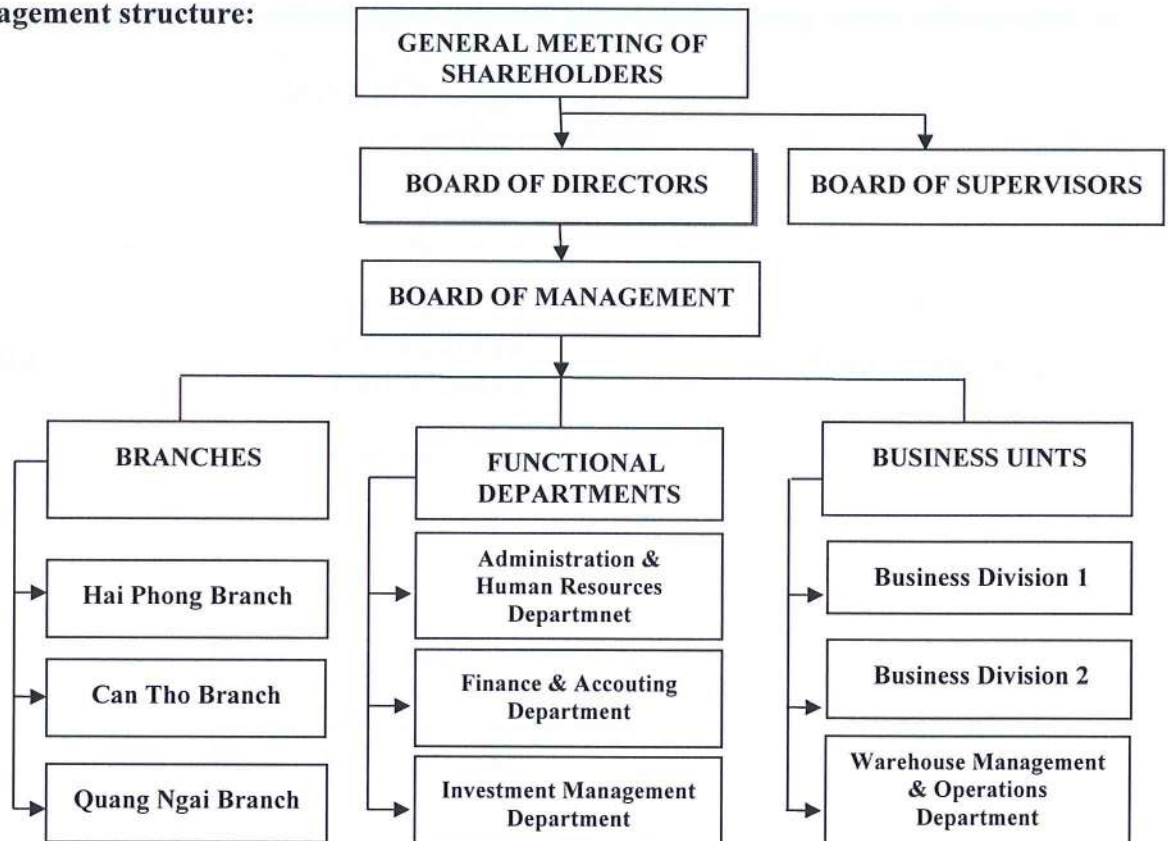 agement structure:
GENERAL MEETING OF
SHAREHOLDERS
BOARD OF DIRECTORS
BOARD OF SUPERVISORS
BOARD OF MANAGEMENT
BRANCHES
Hai Phong Branch
Can Tho Branch
Quang Ngai Branch
FUNCTIONAL
DEPARTMENTS
Administration &
Human Resources
Departmnet
Finance & Accouting
Department
Investment Management
Department
BUSINESS UINTS
Business Division 1
Business Division 2
Warehouse Management
& Operations
Department